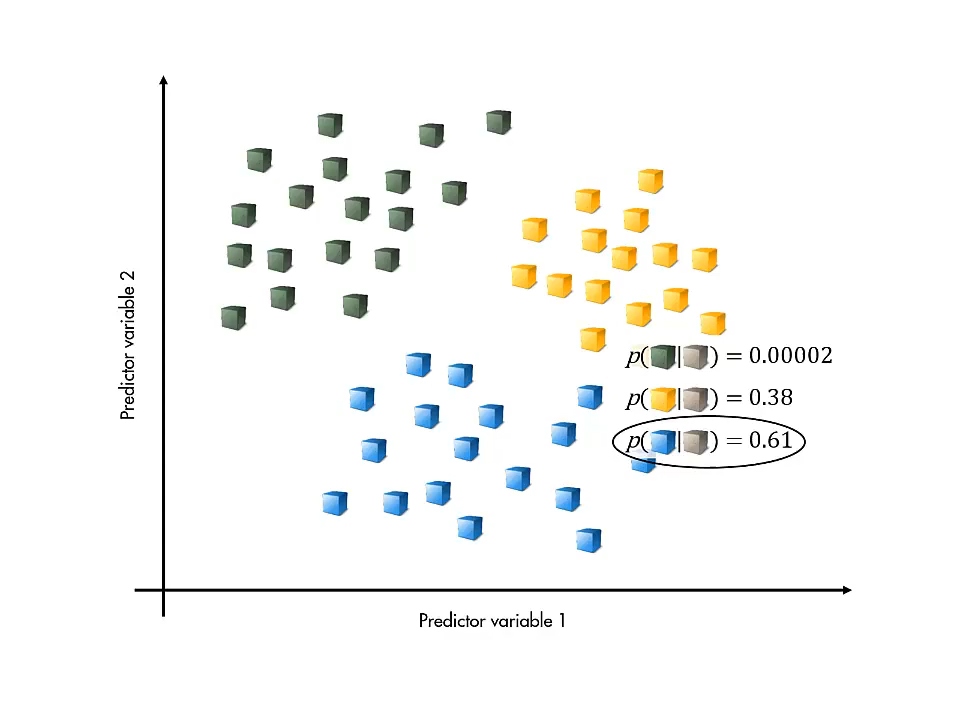 Predictor variable 2
p( | ) = 0.00002
p( | ) = 0.38
p( | ) = 0.61
Predictor variable 1